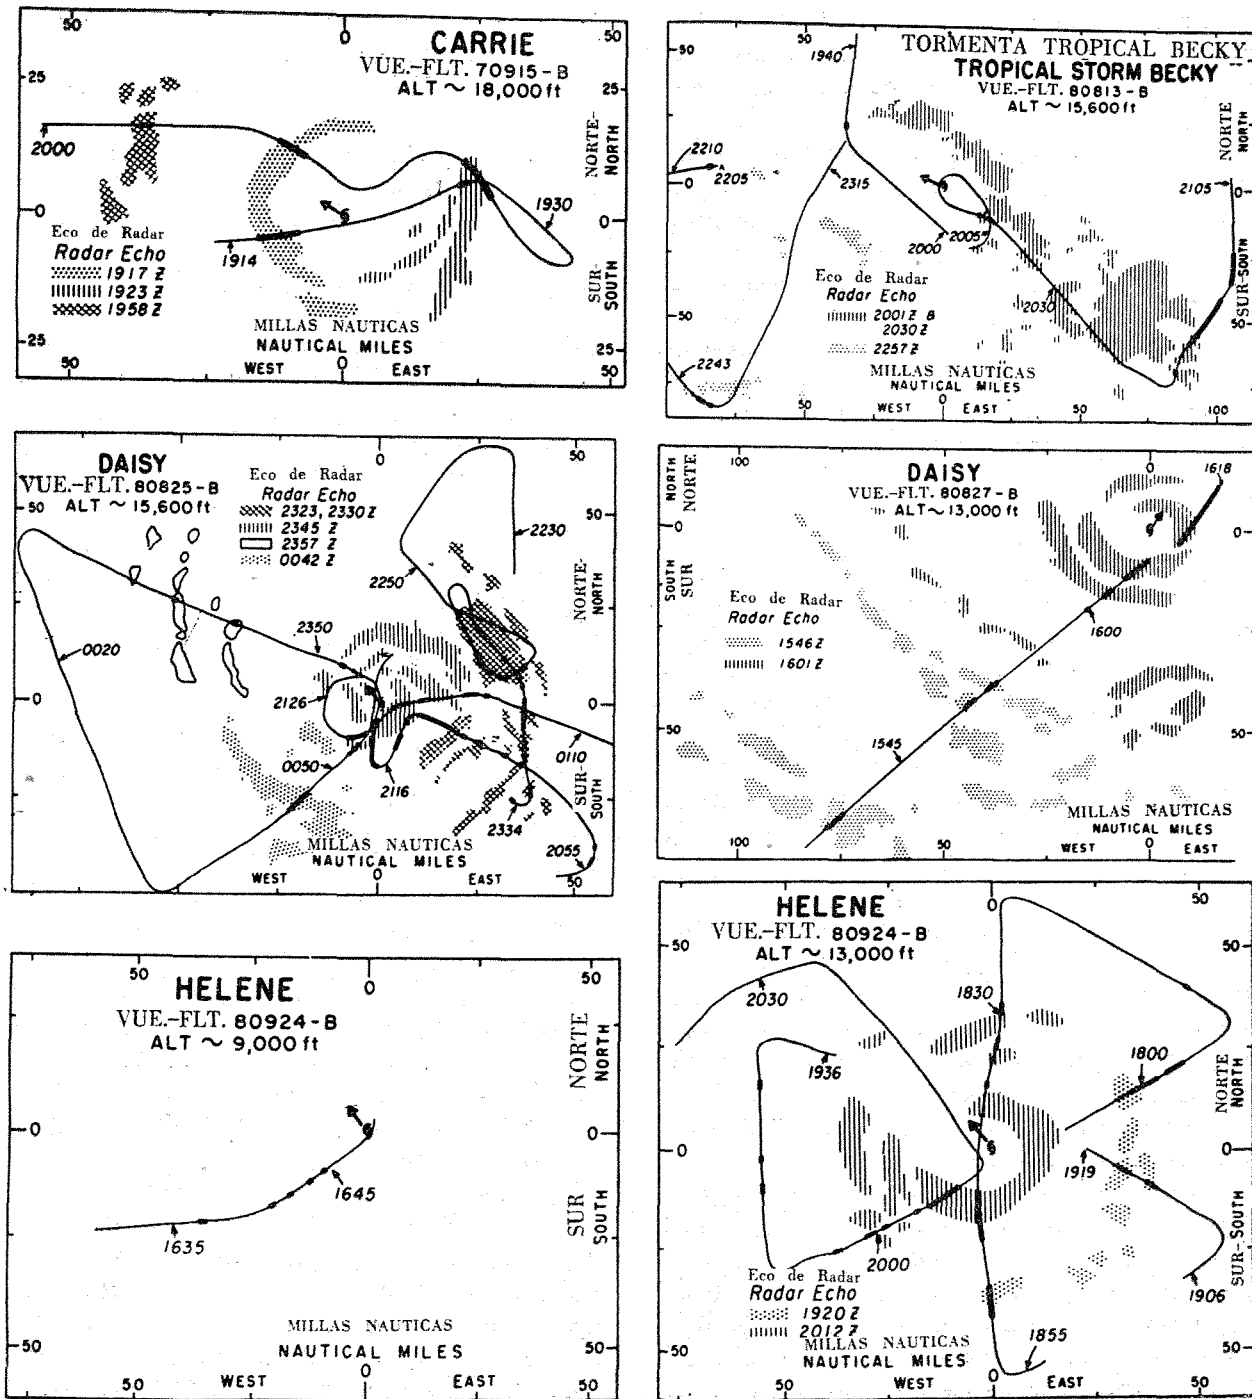 50
0
50
CARRIE
VUE.-FLT. 70915-B
ALT ~ 18,000 ft
25
25
2000
NORTE-
NORTH
1930
0
0
1914
Eco de Radar
Radar Echo
1917 Z
1923 Z
1958 Z
SUR-
SOUTH
MILLAS NAUTICAS
NAUTICAL MILES
25
25
50
WEST
0
EAST
50
1940
TORMENTA TROPICAL BECKY
TROPICAL STORM BECKY
VUE.-FLT. 80813-B
ALT ~ 15,600 ft
50
50
NORTE
NORTH
2210
2205
2315
2105
0
0
2000
2005
Eco de Radar
Radar Echo
2001 Z B
2030 Z
2257 Z
2030
SUR-SOUTH
50
50
2243
MILLAS NAUTICAS
NAUTICAL MILES
50
WEST
0
EAST
50
100
0
50
DAISY
VUE.-FLT. 80825-B
ALT ~ 15,600 ft
Eco de Radar
Radar Echo
2323, 2330 Z
2345 Z
2357 Z
0042 Z
50
50
2230
2250
NORTE-
NORTH
2350
0020
2126
0
0
0110
0050
2116
SUR-
SOUTH
2334
MILLAS NAUTICAS
NAUTICAL MILES
2055
50
WEST
0
EAST
50
100
0
DAISY
VUE.-FLT. 80827-B
ALT ~ 13,000 ft
1618
NORTH NORTE
0
0
SOUTH SUR
Eco de Radar
Radar Echo
1546 Z
1601 Z
1600
50
50
1545
MILLAS NAUTICAS
NAUTICAL MILES
100
50
WEST
0
EAST
50
0
50
HELENE
VUE.-FLT. 80924-B
ALT ~ 9,000 ft
NORTE
NORTH
0
0
1645
1635
SUR
SOUTH
MILLAS NAUTICAS
NAUTICAL MILES
50
50
50
WEST
0
EAST
50
50
0
50
HELENE
VUE.-FLT. 80924-B
ALT ~ 13,000 ft
50
50
2030
1830
1936
1800
NORTE
NORTH
0
0
1919
2000
1906
SUR-SOUTH
Eco de Radar
Radar Echo
1920 Z
2012 Z
1855
MILLAS NAUTICAS
NAUTICAL MILES
50
50
50
WEST
0
EAST
50